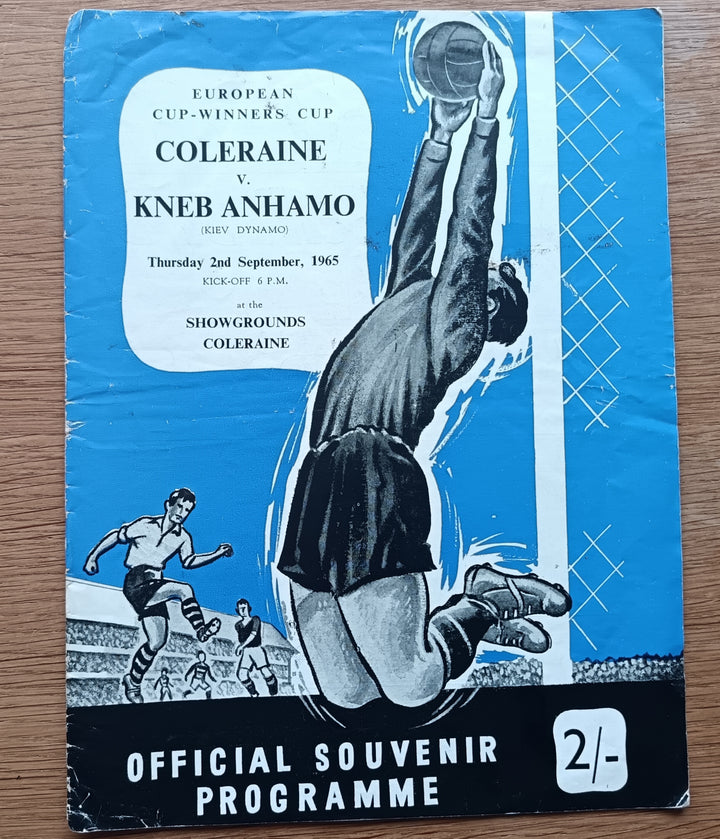 EUROPEAN
CUP-WINNERS CUP
COLERAINE
V.
KNEB ANHAMO
(KIEV DYNAMO)
Thursday 2nd September, 1965
KICK-OFF 6 P.M.
at the
SHOWGROUNDS
COLERAINE
OFFICIAL SOUVENIR
PROGRAMME
2/-